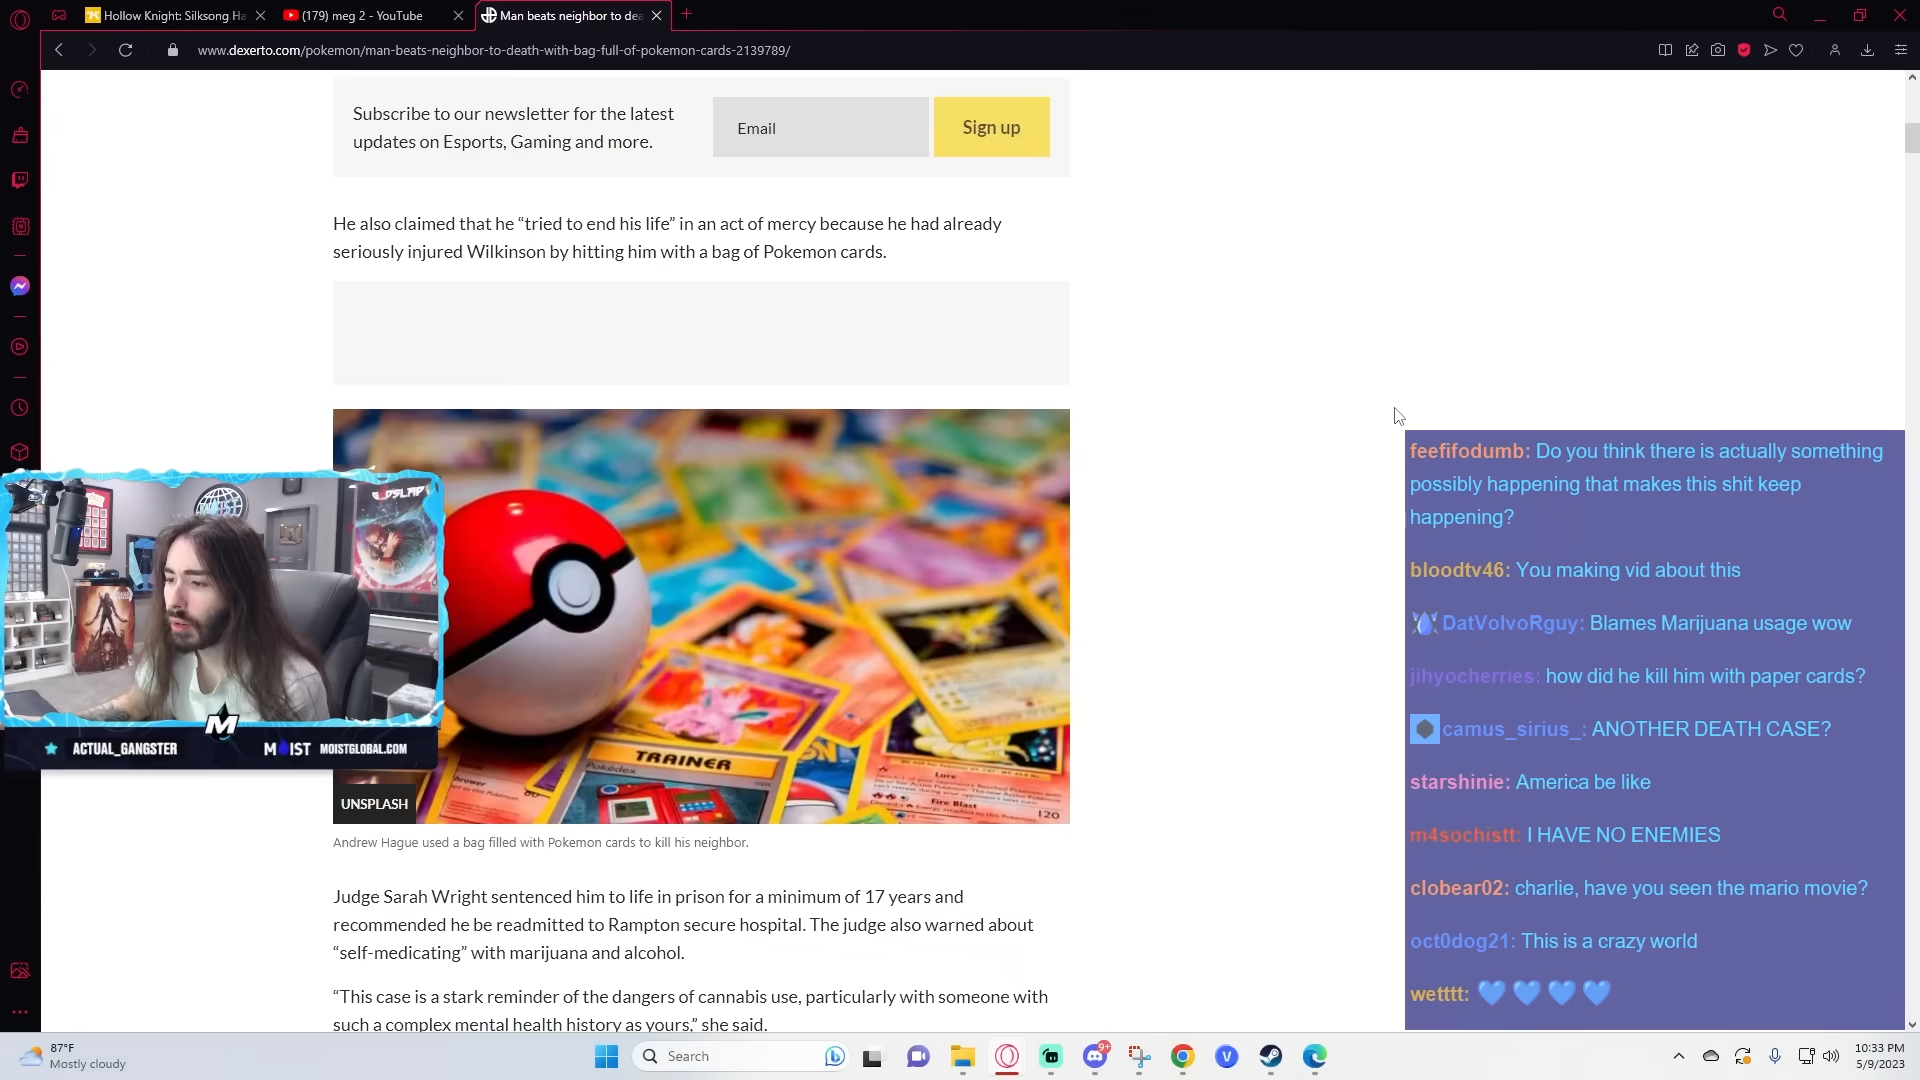 Hollow Knight: Silksong Ha
(179) meg 2 - YouTube
Man beats neighbor to dea
www.dexerto.com/pokemon/man-beats-neighbor-to-death-with-bag-full-of-pokemon-cards-2139789/
Subscribe to our newsletter for the latest
updates on Esports, Gaming and more.
Email
Sign up
He also claimed that he “tried to end his life” in an act of mercy because he had already
seriously injured Wilkinson by hitting him with a bag of Pokemon cards.
TRAINER
Pokédex
Lure
Fire Blast
120
UNSPLASH
ACTUAL_GANGSTER
M
MOIST
MOISTGLOBAL.COM
Andrew Hague used a bag filled with Pokemon cards to kill his neighbor.
Judge Sarah Wright sentenced him to life in prison for a minimum of 17 years and
recommended he be readmitted to Rampton secure hospital. The judge also warned about
“self-medicating” with marijuana and alcohol.
“This case is a stark reminder of the dangers of cannabis use, particularly with someone with
such a complex mental health history as yours,” she said.
feefifodumb: Do you think there is actually something
possibly happening that makes this shit keep
happening?
bloodtv46: You making vid about this
DatVolvoRguy: Blames Marijuana usage wow
jihyocherries: how did he kill him with paper cards?
camus_sirius_: ANOTHER DEATH CASE?
starshinie: America be like
m4sochistt: I HAVE NO ENEMIES
clobear02: charlie, have you seen the mario movie?
oct0dog21: This is a crazy world
wetttt: 💙 💙 💙 💙
87°F
Mostly cloudy
Search
9+
10:33 PM
5/9/2023